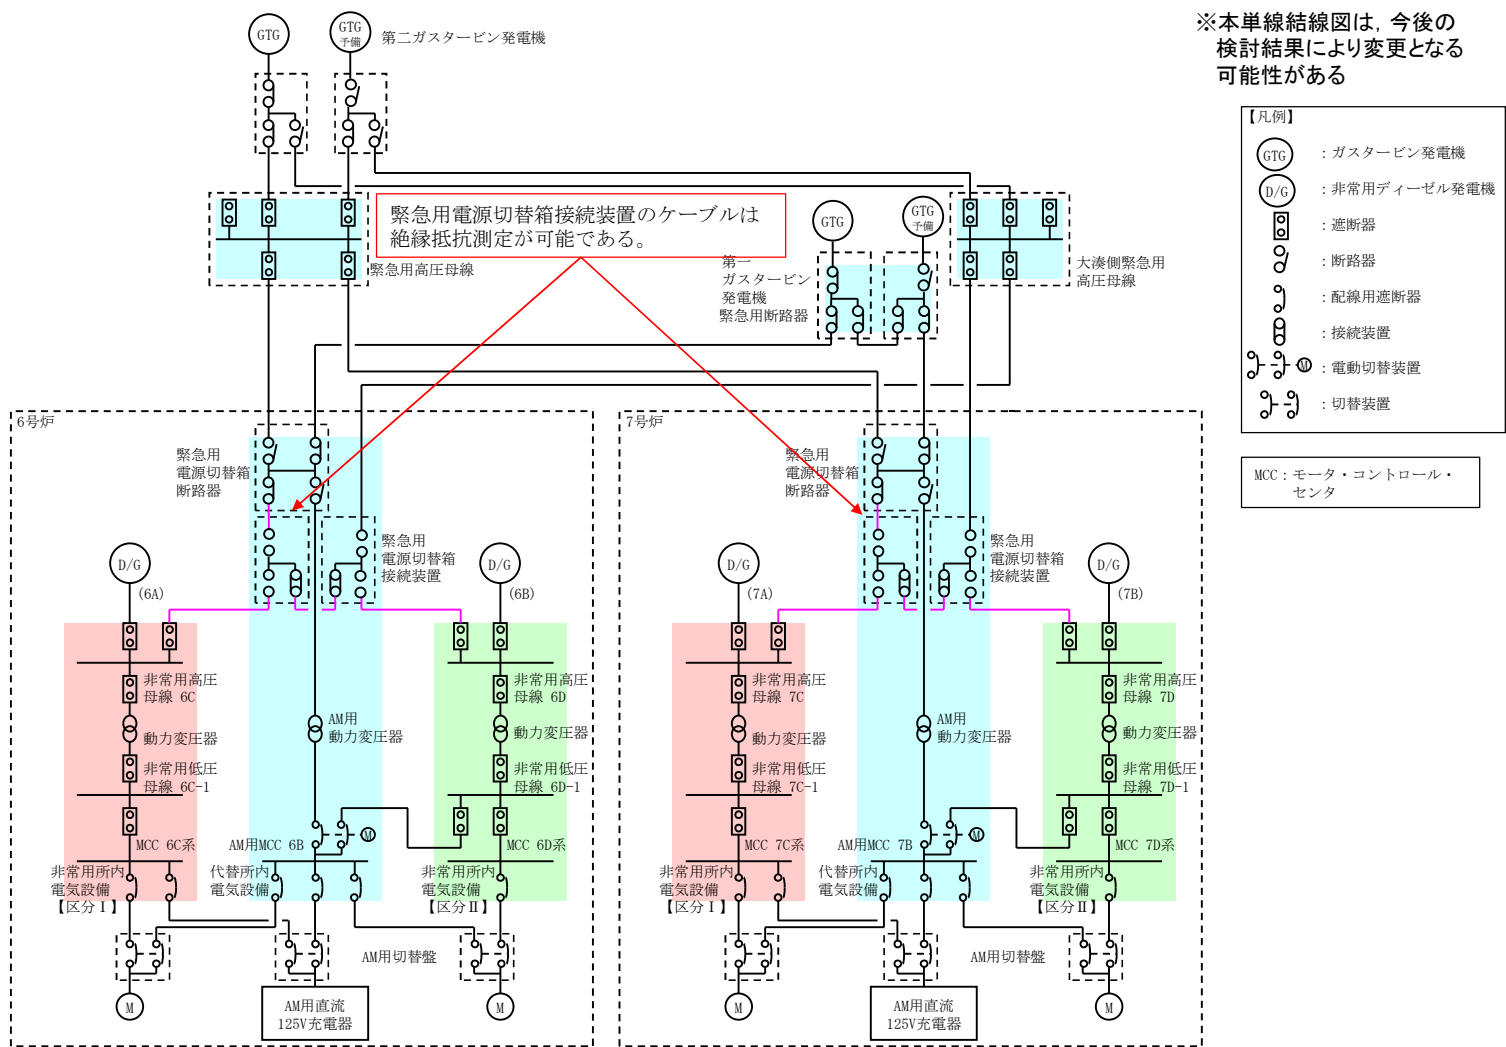 ※本単線結線図は，今後の
検討結果により変更となる
可能性がある
GTG
GTG
予備
第二ガスタービン発電機
【凡例】
GTG
：ガスタービン発電機
D/G
：非常用ディーゼル発電機
：遮断器
：断路器
：配線用遮断器
：接続装置
M
：電動切替装置
：切替装置
MCC：モータ・コントロール・
センタ
緊急用電源切替箱接続装置のケーブルは
絶縁抵抗測定が可能である。
緊急用高圧母線
GTG
GTG
予備
第一
ガスタービン
発電機
緊急用断路器
大湊側緊急用
高圧母線
6号炉
緊急用
電源切替箱
断路器
緊急用
電源切替箱
接続装置
D/G
(6A)
D/G
(6B)
非常用高圧
母線 6C
動力変圧器
非常用低圧
母線 6C-1
MCC 6C系
非常用所内
電気設備
【区分Ⅰ】
AM用
動力変圧器
M
AM用MCC 6B
代替所内
電気設備
非常用高圧
母線 6D
動力変圧器
非常用低圧
母線 6D-1
MCC 6D系
非常用所内
電気設備
【区分Ⅱ】
AM用切替盤
M
AM用直流
125V充電器
M
7号炉
緊急用
電源切替箱
断路器
緊急用
電源切替箱
接続装置
D/G
(7A)
D/G
(7B)
非常用高圧
母線 7C
動力変圧器
非常用低圧
母線 7C-1
MCC 7C系
非常用所内
電気設備
【区分Ⅰ】
AM用
動力変圧器
M
AM用MCC 7B
代替所内
電気設備
非常用高圧
母線 7D
動力変圧器
非常用低圧
母線 7D-1
MCC 7D系
非常用所内
電気設備
【区分Ⅱ】
AM用切替盤
M
AM用直流
125V充電器
M